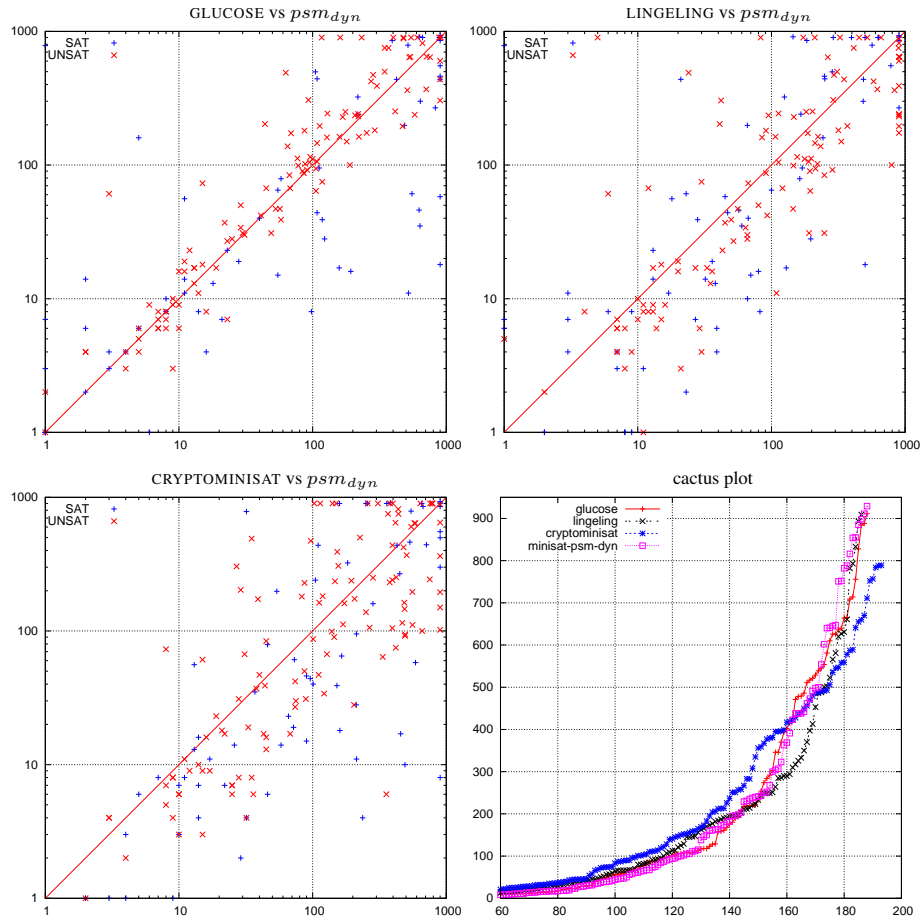 GLUCOSE VS psm_dyn
SAT
UNSAT
1000
100
10
1
1 10 100 1000
LINGELING VS psm_dyn
SAT
UNSAT
1000
100
10
1
1 10 100 1000
CRYPTOMINISAT VS psm_dyn
SAT
UNSAT
1000
100
10
1
1 10 100 1000
cactus plot
glucose
lingeling
cryptominisat
minisat-psm-dyn
900
800
700
600
500
400
300
200
100
0
60 80 100 120 140 160 180 200